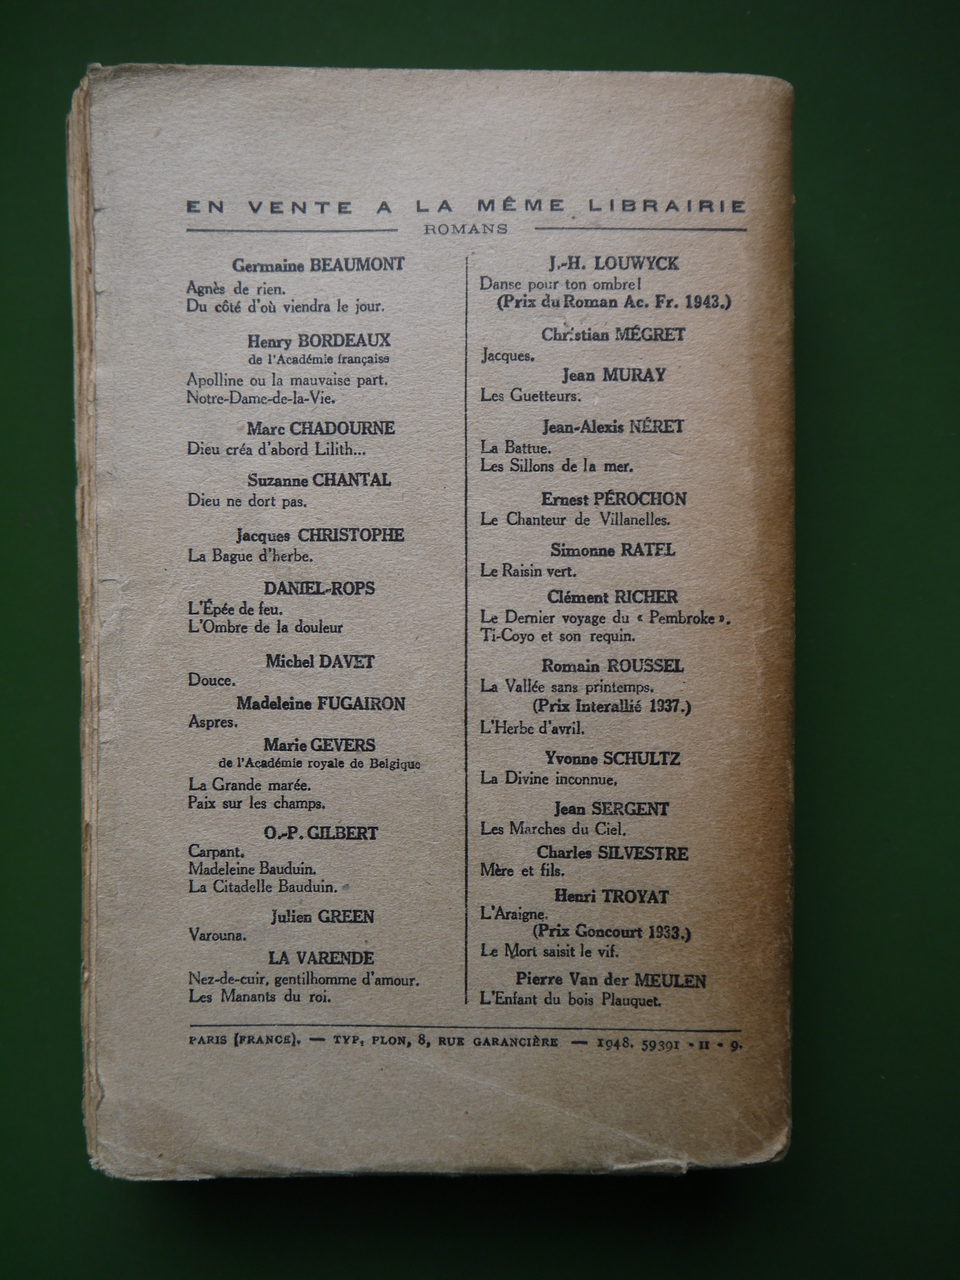 EN VENTE A LA MÊME LIBRAIRIE
ROMANS
Germaine BEAUMONT
Agnès de rien.
Du côté d'où viendra le jour.
Henry BORDEAUX
de l'Académie française
Apolline ou la mauvaise part.
Notre-Dame-de-la-Vie.
Marc CHADOURNE
Dieu créa d'abord Lilith...
Suzanne CHANTAL
Dieu ne dort pas.
Jacques CHRISTOPHE
La Bague d'herbe.
DANIEL-ROPS
L'Épée de feu.
L'Ombre de la douleur
Michel DAVET
Douce.
Madeleine FUGAIRON
Aspres.
Marie GEVERS
de l'Académie royale de Belgique
La Grande marée.
Paix sur les champs.
O.-P. GILBERT
Carpant.
Madeleine Bauduin.
La Citadelle Bauduin.
Julien GREEN
Varouna.
LA VARENDE
Nez-de-cuir, gentilhomme d'amour.
Les Manants du roi.
J.-H. LOUWYCK
Danse pour ton ombre!
(Prix du Roman Ac. Fr. 1943.)
Christian MÉGRET
Jacques.
Jean MURAY
Les Guetteurs.
Jean-Alexis NÉRET
La Battue.
Les Sillons de la mer.
Ernest PÉROCHON
Le Chanteur de Villanelles.
Simonne RATEL
Le Raisin vert.
Clément RICHER
Le Dernier voyage du « Pembroke ».
Ti-Coyo et son requin.
Romain ROUSSEL
La Vallée sans printemps.
(Prix Interallié 1937.)
L'Herbe d'avril.
Yvonne SCHULTZ
La Divine inconnue.
Jean SERGENT
Les Marches du Ciel.
Charles SILVESTRE
Mère et fils.
Henri TROYAT
L'Araigne.
(Prix Goncourt 1933.)
Le Mort saisit le vif.
Pierre Van der MEULEN
L'Enfant du bois Plauquet.
PARIS (FRANCE). — TYP. PLON, 8, RUE GARANCIÈRE — 1948. 59391 - II - 9.